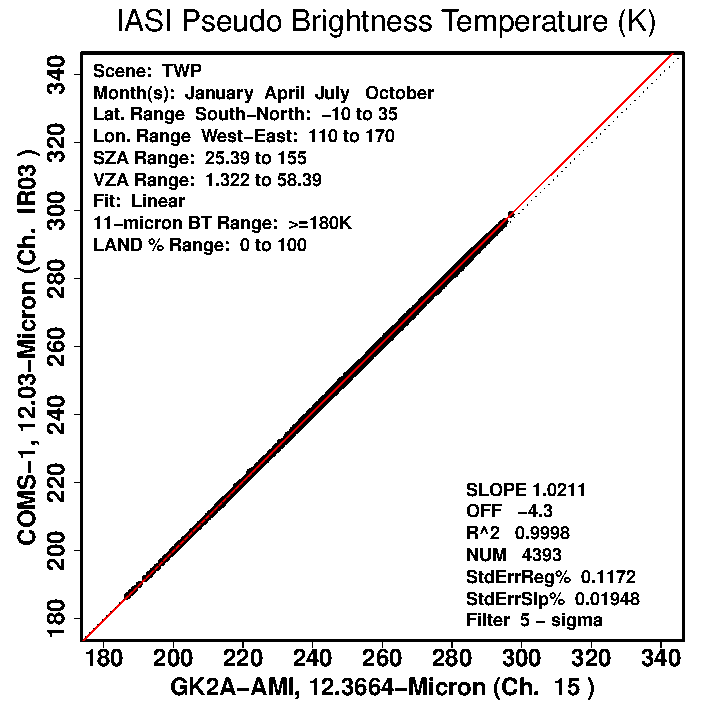 IASI Pseudo Brightness Temperature (K)
Scene: TWP
Month(s): January April July October
Lat. Range South−North: −10 to 35
Lon. Range West−East: 110 to 170
SZA Range: 25.39 to 155
VZA Range: 1.322 to 58.39
Fit: Linear
11−micron BT Range: >=180K
LAND % Range: 0 to 100
COMS−1, 12.03−Micron (Ch. IR03 )
340
320
300
280
260
240
220
200
180
SLOPE 1.0211
OFF −4.3
R^2 0.9998
NUM 4393
StdErrReg% 0.1172
StdErrSlp% 0.01948
Filter 5 − sigma
180 200 220 240 260 280 300 320 340
GK2A−AMI, 12.3664−Micron (Ch. 15 )